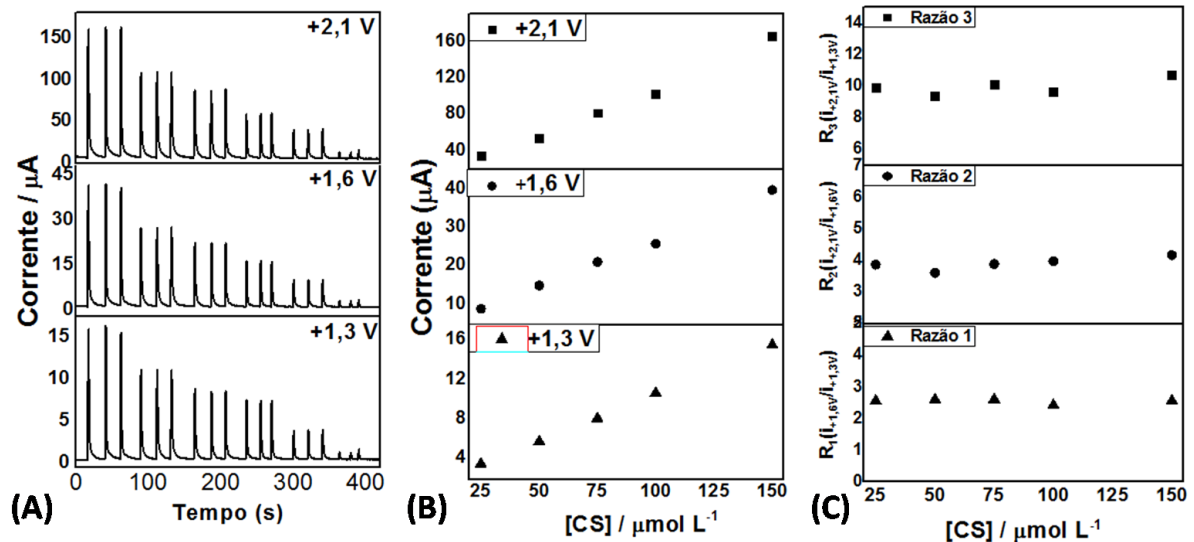 +2,1 V
150
100
50
0
+1,6 V
45
30
15
0
+1,3 V
15
10
5
0
0 100 200 300 400
Corrente / µA
Tempo (s)
(A)
+2,1 V
160
120
80
40
+1,6 V
40
30
20
10
+1,3 V
16
12
8
4
25 50 75 100 125 150
Corrente (µA)
[CS] / µmol L-1
(B)
Razão 3
14
12
10
8
6
R3(i+2,1V/i+1,3V)
Razão 2
7
6
5
4
3
2
R2(i+2,1V/i+1,6V)
Razão 1
5
4
3
2
1
0
R1(i+1,6V/i+1,3V)
25 50 75 100 125 150
[CS] / µmol L-1
(C)